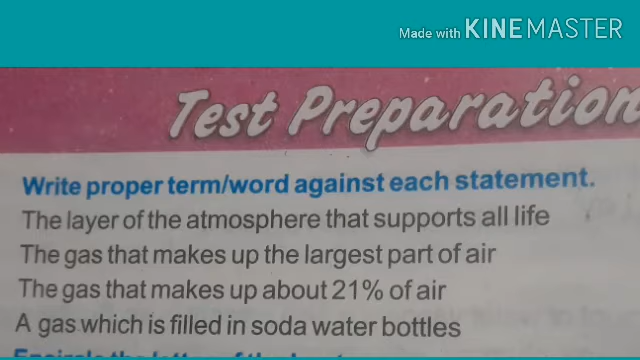 Made with KINEMASTER
Test Preparation
Write proper term/word against each statement.
The layer of the atmosphere that supports all life
The gas that makes up the largest part of air
The gas that makes up about 21% of air
A gas which is filled in soda water bottles